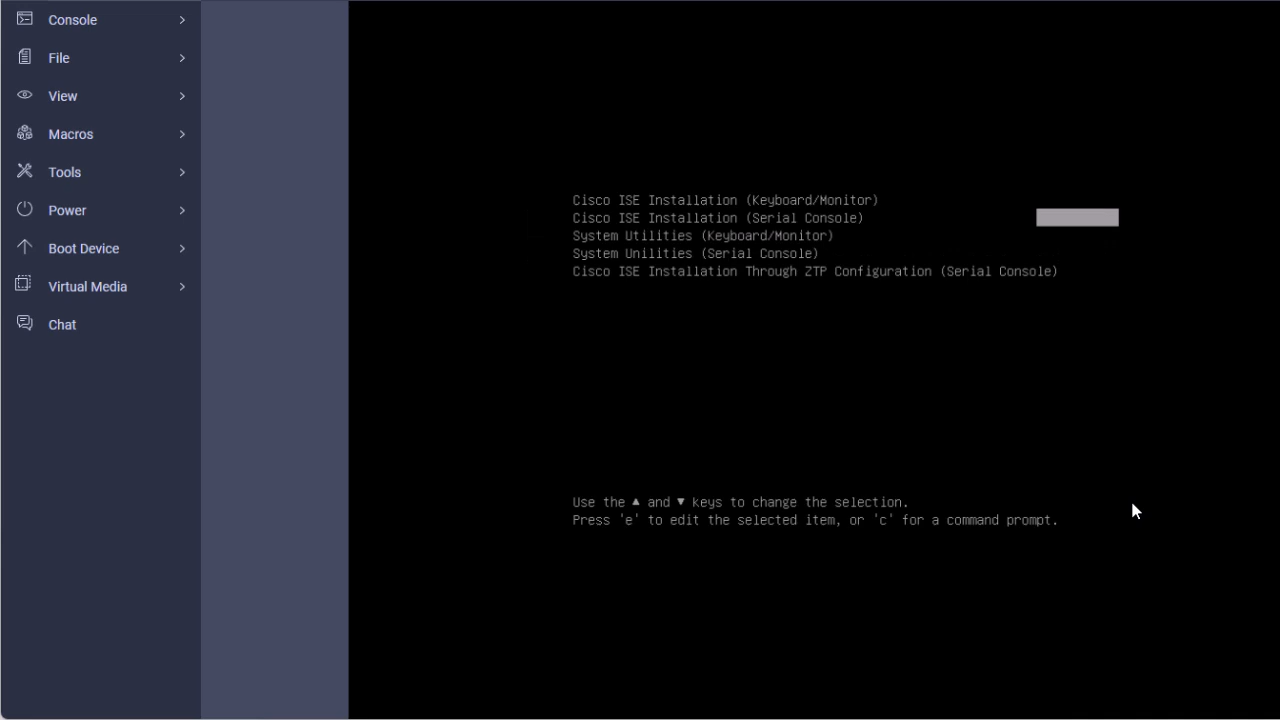 Console
File
View
Macros
Tools
Power
Boot Device
Virtual Media
Chat
Cisco ISE Installation (Keyboard/Monitor)
Cisco ISE Installation (Serial Console)
System Utilities (Keyboard/Monitor)
System Unilities (Serial Console)
Cisco ISE Installation Through ZTP Configuration (Serial Console)
Use the ▲ and ▼ keys to change the selection.
Press 'e' to edit the selected item, or 'c' for a command prompt.